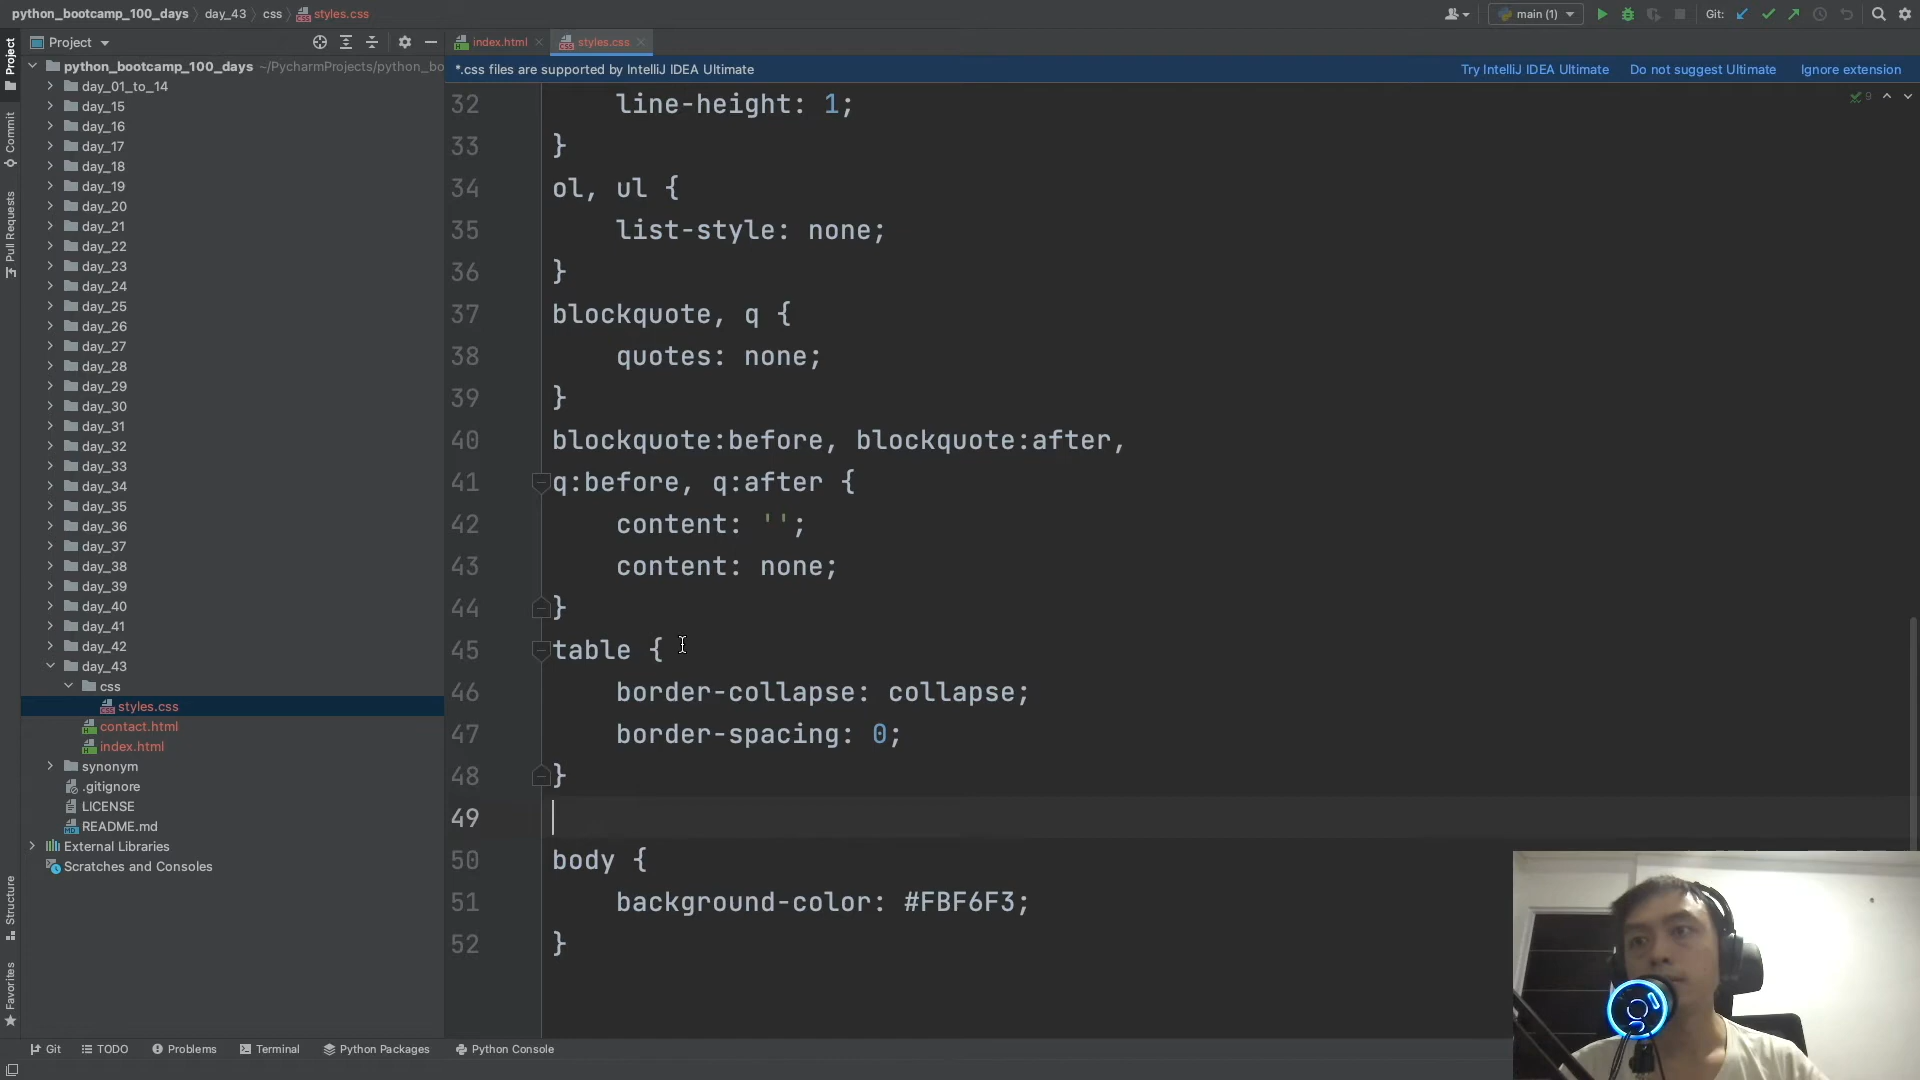 python_bootcamp_100_days
day_43
css
styles.css
main (1)
Git:
Project
index.html
styles.css
*.css files are supported by IntelliJ IDEA Ultimate
Try IntelliJ IDEA Ultimate
Do not suggest Ultimate
Ignore extension
Project
Commit
Pull Requests
Structure
Favorites
python_bootcamp_100_days ~/PycharmProjects/python_bo
day_01_to_14
day_15
day_16
day_17
day_18
day_19
day_20
day_21
day_22
day_23
day_24
day_25
day_26
day_27
day_28
day_29
day_30
day_31
day_32
day_33
day_34
day_35
day_36
day_37
day_38
day_39
day_40
day_41
day_42
day_43
css
styles.css
contact.html
index.html
synonym
.gitignore
LICENSE
README.md
External Libraries
Scratches and Consoles
9
32 line-height: 1;
33 }
34 ol, ul {
35 list-style: none;
36 }
37 blockquote, q {
38 quotes: none;
39 }
40 blockquote:before, blockquote:after,
41 q:before, q:after {
42 content: '';
43 content: none;
44 }
45 table {
46 border-collapse: collapse;
47 border-spacing: 0;
48 }
49
50 body {
51 background-color: #FBF6F3;
52 }
Git
TODO
Problems
Terminal
Python Packages
Python Console